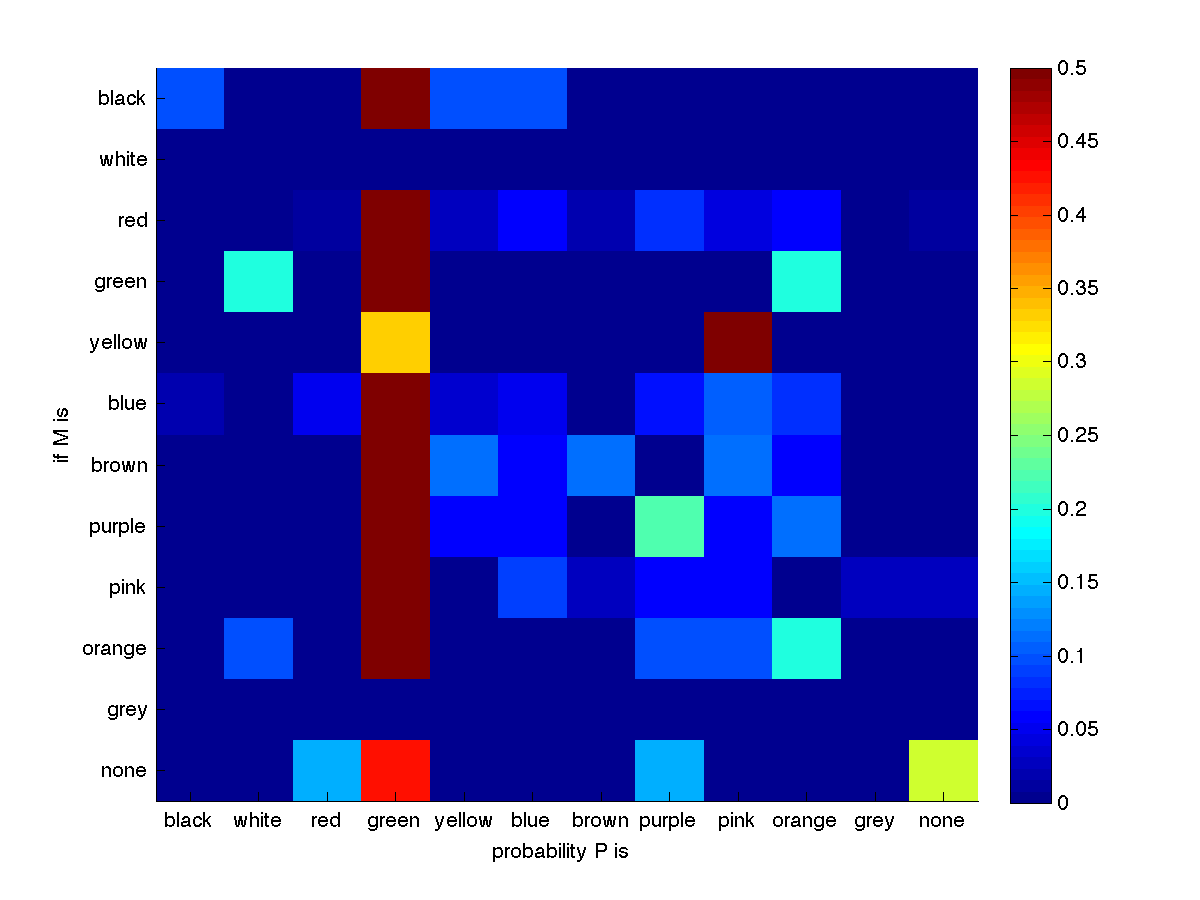 black
white
red
green
yellow
blue
brown
purple
pink
orange
grey
none
if M is
black white red green yellow blue brown purple pink orange grey none
probability P is
0.5
0.45
0.4
0.35
0.3
0.25
0.2
0.15
0.1
0.05
0